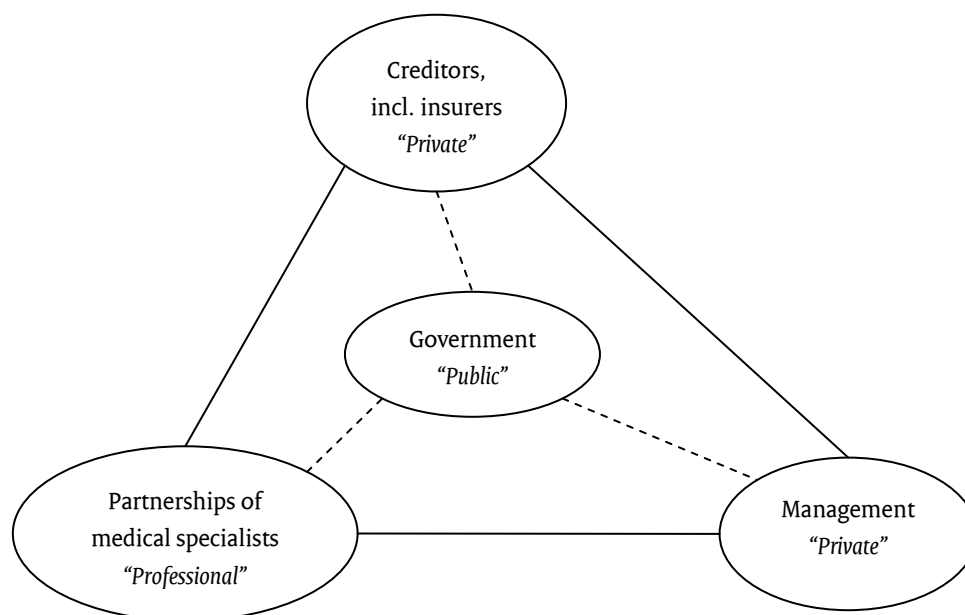 Creditors,
incl. insurers
“Private”
Government
“Public”
Partnerships of
medical specialists
“Professional”
Management
“Private”